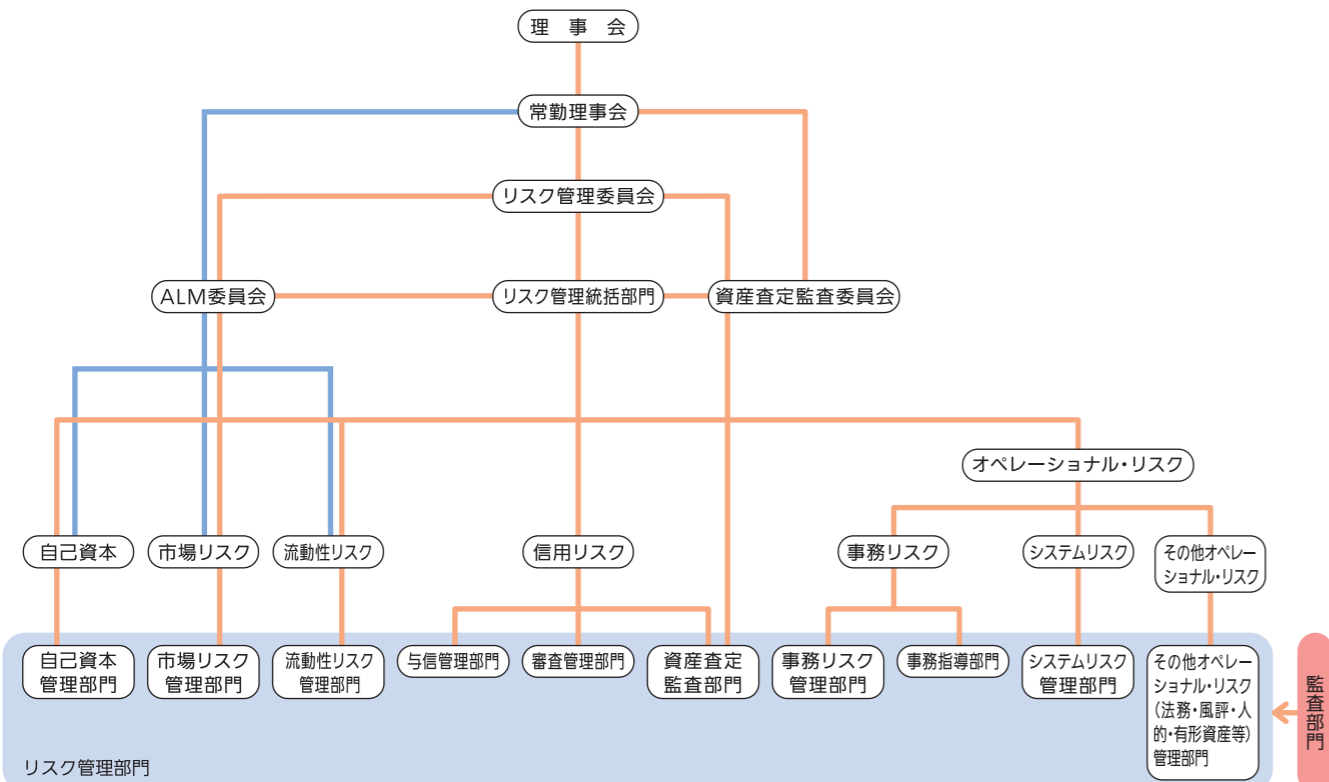 理事会
常勤理事会
リスク管理委員会
ALM委員会
リスク管理統括部門
資産査定監査委員会
オペレーショナル・リスク
自己資本
市場リスク
流動性リスク
信用リスク
事務リスク
システムリスク
その他オペレー
ショナル・リスク
自己資本
管理部門
市場リスク
管理部門
流動性リスク
管理部門
与信管理部門
審査管理部門
資産査定
監査部門
事務リスク
管理部門
事務指導部門
システムリスク
管理部門
その他オペレー
ショナル・リスク
(法務・風評・人
的・有形資産等)
管理部門
監査部門
リスク管理部門